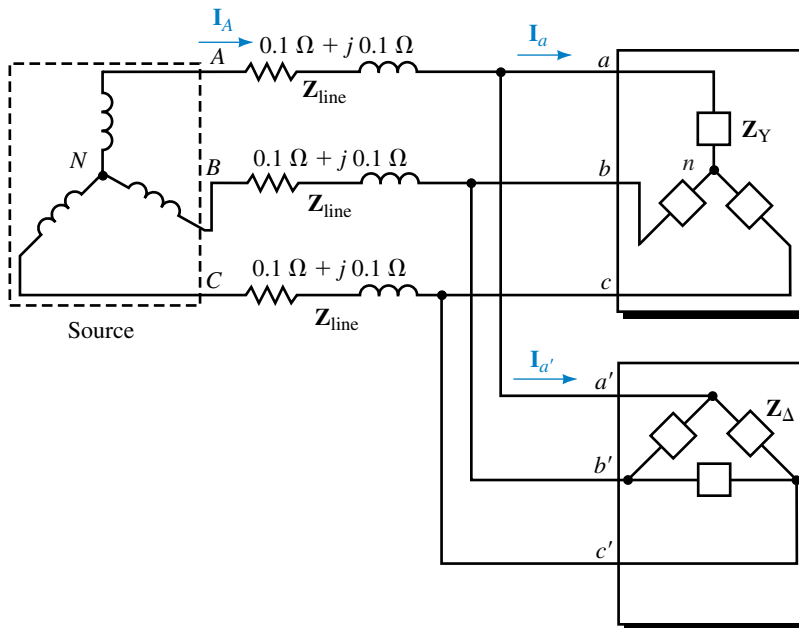 I_A
A
0.1 Ω + j 0.1 Ω
Z_line
I_a
a
Z_Y
N
B
0.1 Ω + j 0.1 Ω
Z_line
b
n
C
0.1 Ω + j 0.1 Ω
Z_line
c
Source
I_a′
a′
Z_Δ
b′
c′